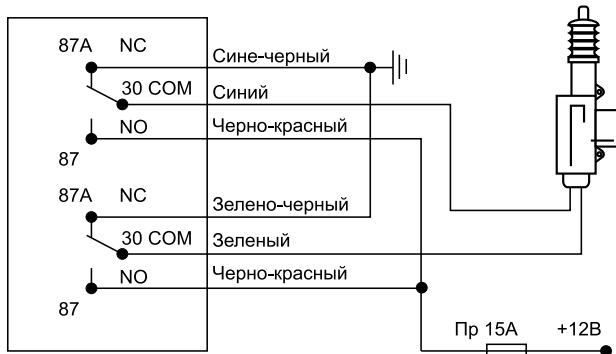 87A NC
Сине-черный
30 COM
Синий
NO
Черно-красный
87
87A NC
Зелено-черный
30 COM
Зеленый
NO
Черно-красный
87
Пр 15А
+12В